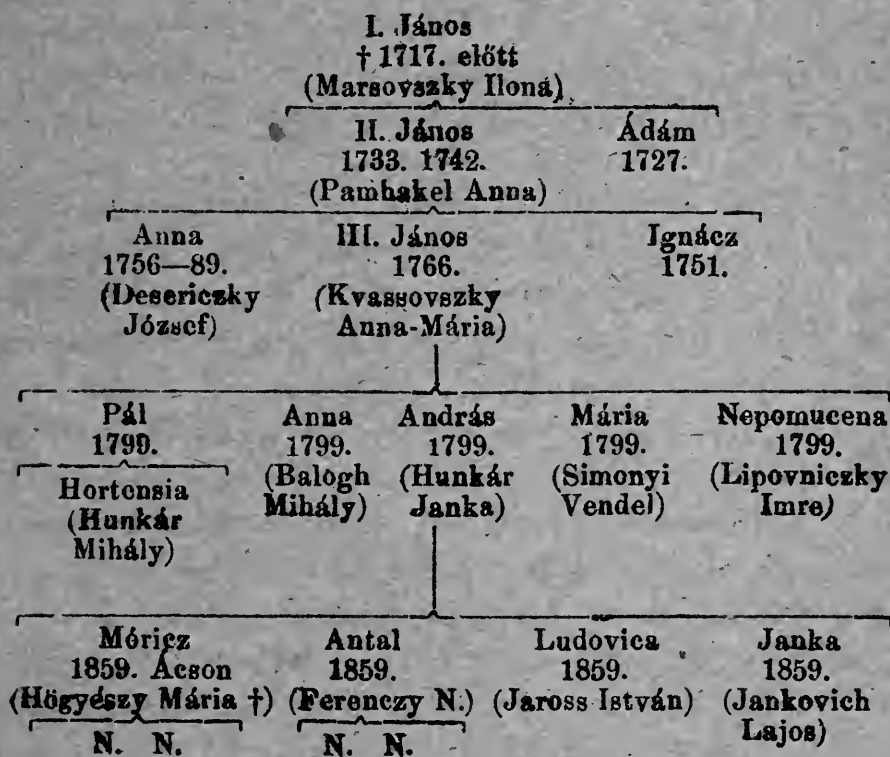 I. János
† 1717. előtt
(Marsovszky Ilona)
II. János Ádám
1733. 1742. 1727.
(Pamhakel Anna)
Anna III. János Ignácz
1756—89. 1766. 1751.
(Desericzky (Kvassovszky
József) Anna-Mária)
Pál Anna András Mária Nepomucena
1799. 1799. 1799. 1799. 1799.
Hortensia (Balogh (Hunkár (Simonyi (Lipovniczky
(Hunkár Mihály) Janka) Vendel) Imre)
Mihály)
Móricz Antal Ludovica Janka
1859. Ácson 1859. 1859. 1859.
(Högyészy Mária †) (Ferenczy N.) (Jaross István) (Jankovich
N. N. N. N. Lajos)